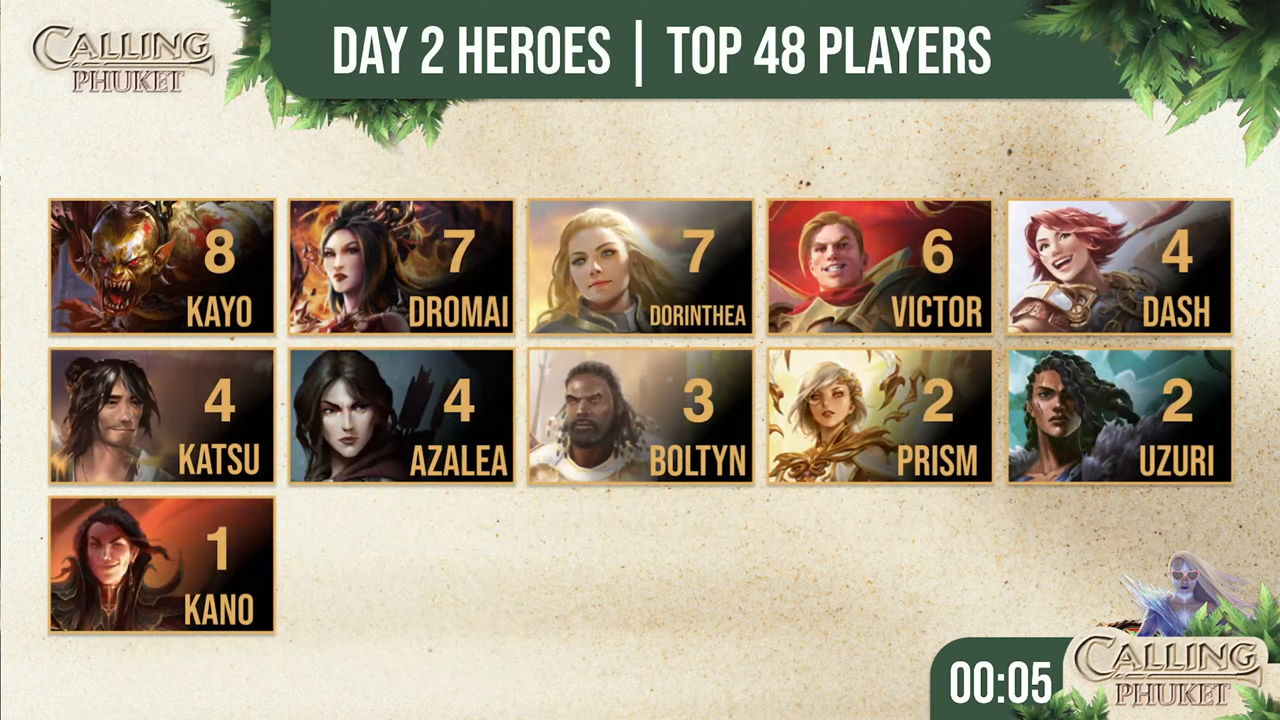 CALLING
PHUKET
DAY 2 HEROES | TOP 48 PLAYERS
8
KAYO
7
DROMAI
7
DORINTHEA
6
VICTOR
4
DASH
4
KATSU
4
AZALEA
3
BOLTYN
2
PRISM
2
UZURI
1
KANO
00:05
CALLING
PHUKET